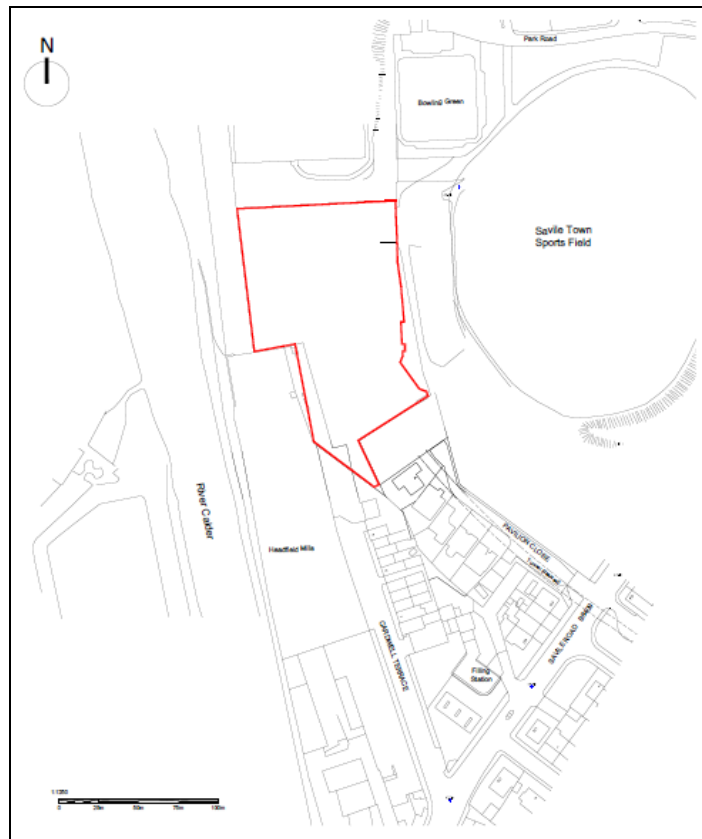 N
Park Road
Bowling Green
Savile Town
Sports Field
River Calder
Headfield Mills
PAVILION CLOSE
CARDWELL TERRACE
SAVILE ROAD B6409
Filling
Station
1:1250
0 25m 50m 75m 100m